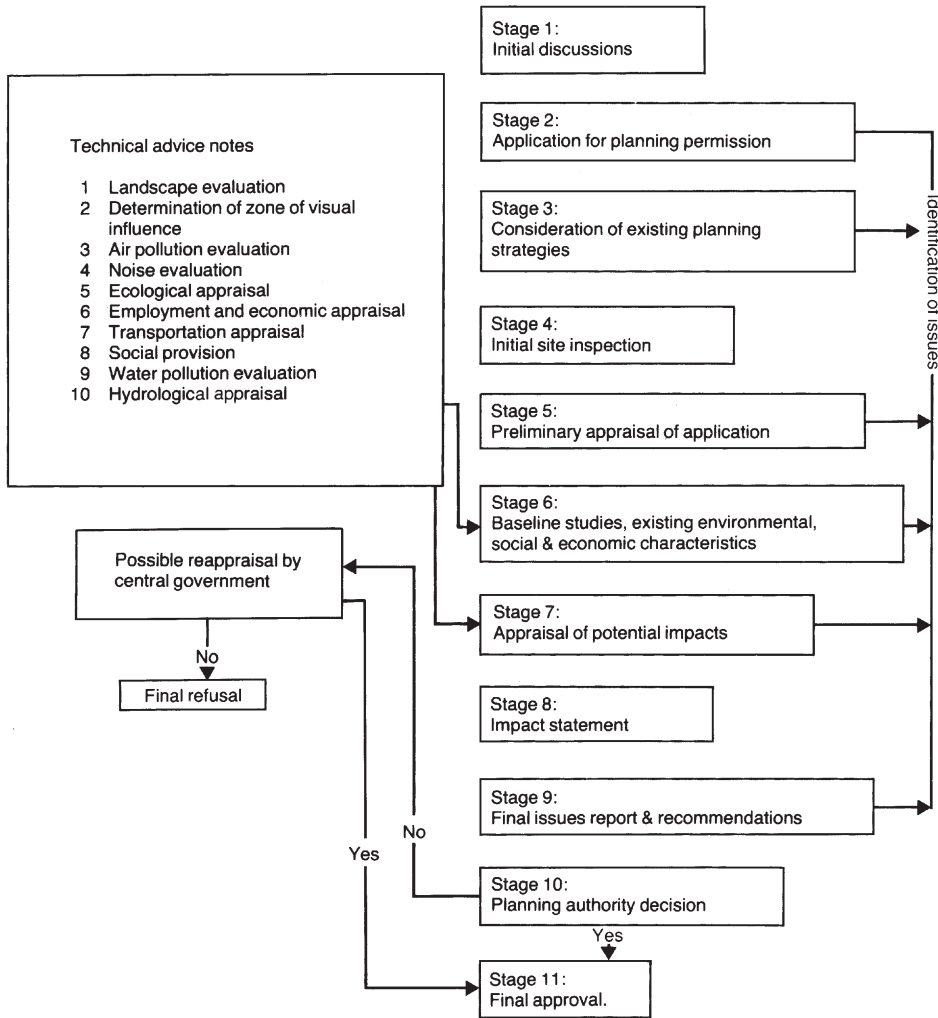 Stage 1:
Initial discussions
Stage 2:
Application for planning permission
Stage 3:
Consideration of existing planning
strategies
Stage 4:
Initial site inspection
Stage 5:
Preliminary appraisal of application
Stage 6:
Baseline studies, existing environmental,
social & economic characteristics
Stage 7:
Appraisal of potential impacts
Stage 8:
Impact statement
Stage 9:
Final issues report & recommendations
Stage 10:
Planning authority decision
Yes
Stage 11:
Final approval.
Identification of issues
Technical advice notes
1 Landscape evaluation
2 Determination of zone of visual
influence
3 Air pollution evaluation
4 Noise evaluation
5 Ecological appraisal
6 Employment and economic appraisal
7 Transportation appraisal
8 Social provision
9 Water pollution evaluation
10 Hydrological appraisal
Possible reappraisal by
central government
No
Final refusal
Yes
No